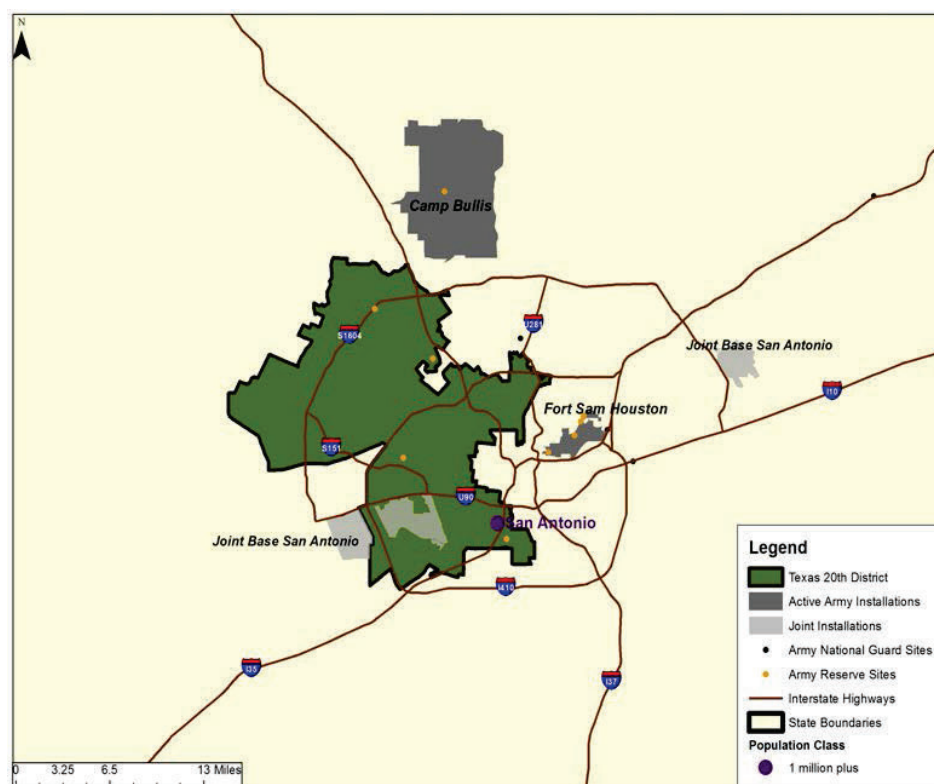 N
Camp Bullis
S1604
U281
Joint Base San Antonio
I10
Fort Sam Houston
S151
U90
San Antonio
Joint Base San Antonio
I410
I35
I37
Legend
Texas 20th District
Active Army Installations
Joint Installations
Army National Guard Sites
Army Reserve Sites
Interstate Highways
State Boundaries
Population Class
1 million plus
0 3.25 6.5 13 Miles